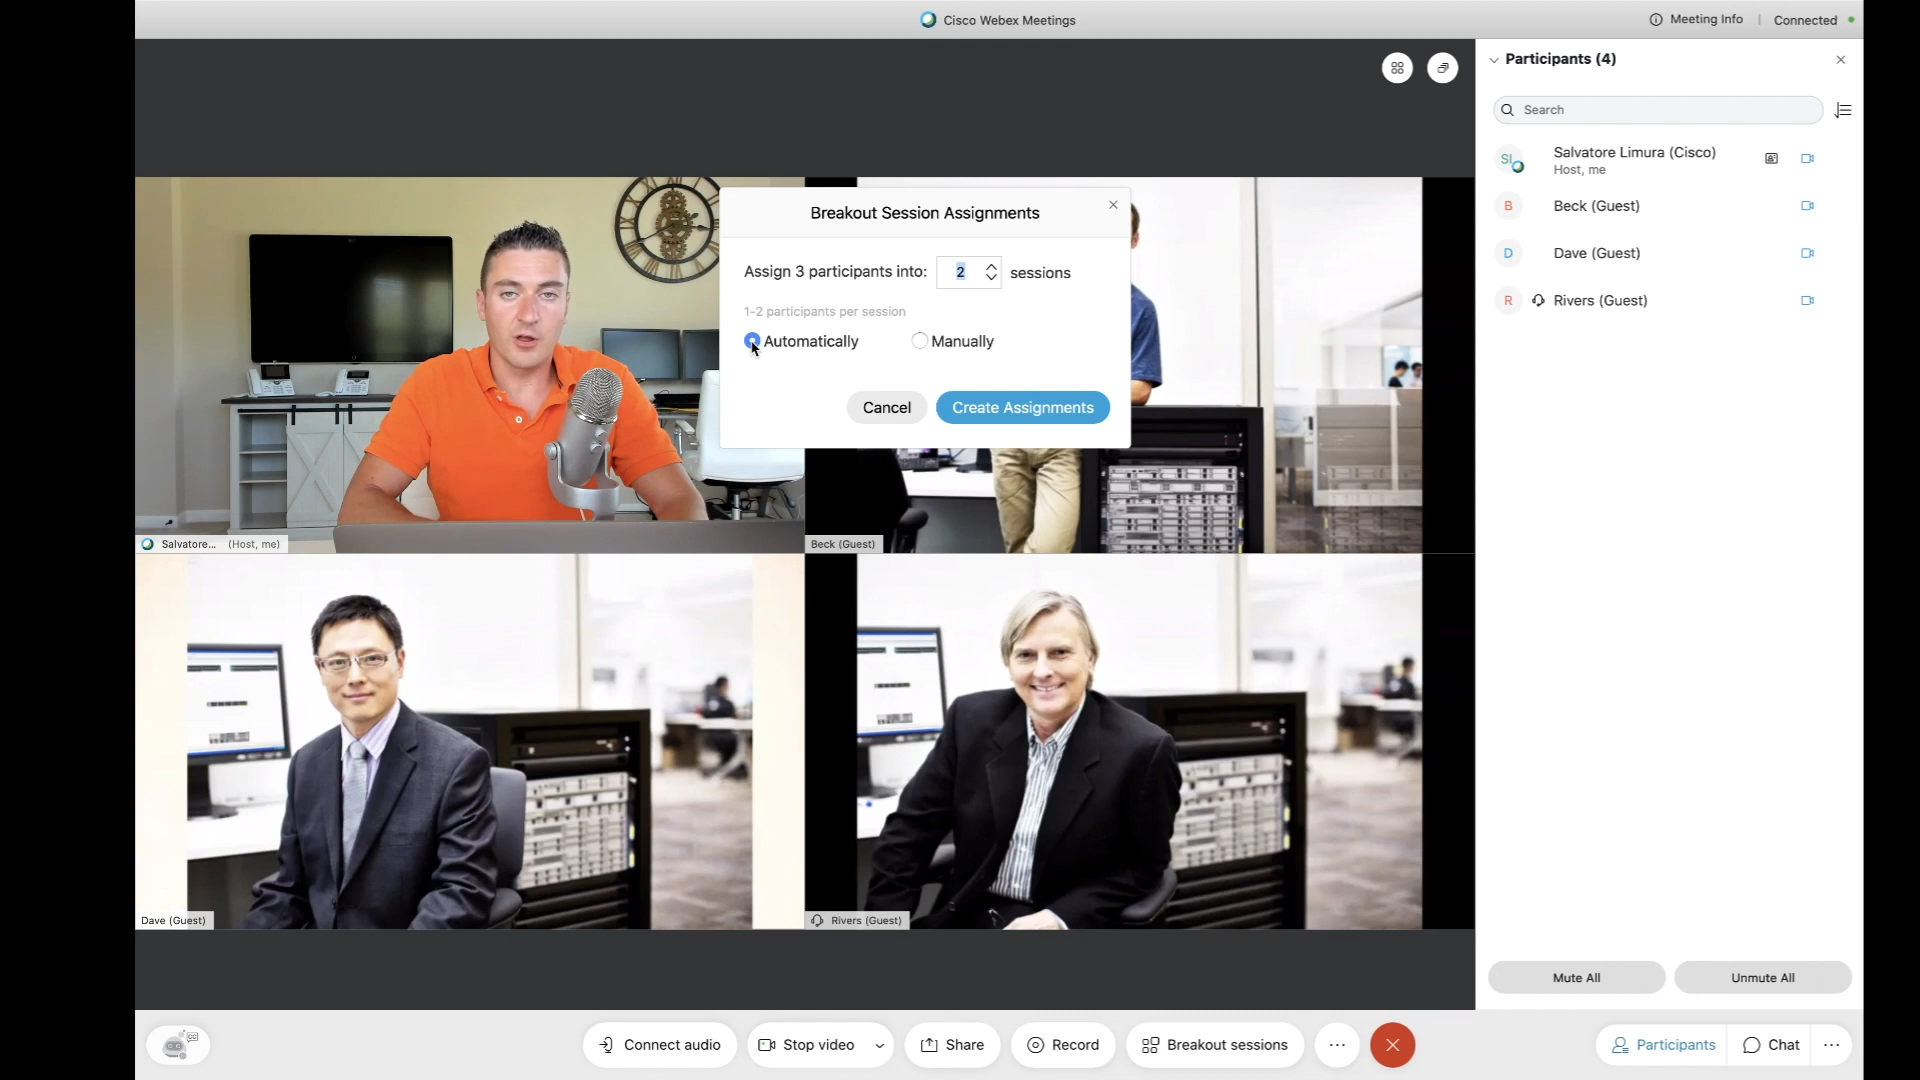 Cisco Webex Meetings
Meeting Info
Connected
Participants (4)
Search
SI
Salvatore Limura (Cisco)
Host, me
B
Beck (Guest)
D
Dave (Guest)
R
Rivers (Guest)
Breakout Session Assignments
Assign 3 participants into: 2 sessions
1-2 participants per session
Automatically
Manually
Cancel
Create Assignments
Salvatore... (Host, me)
Beck (Guest)
Dave (Guest)
Rivers (Guest)
Mute All
Unmute All
CC
Connect audio
Stop video
Share
Record
Breakout sessions
Participants
Chat